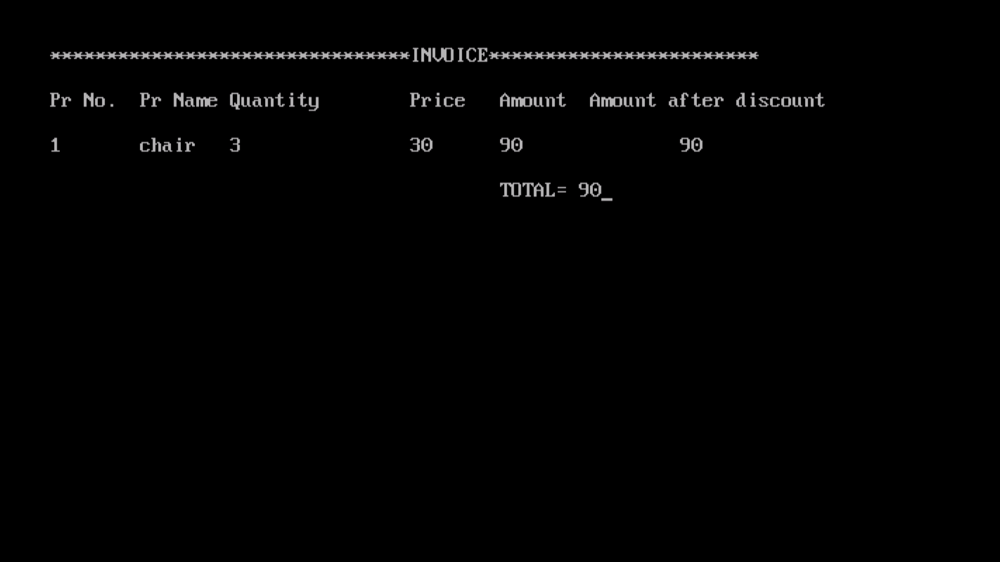 ********************************INVOICE************************
Pr No. Pr Name Quantity Price Amount Amount after discount
1 chair 3 30 90 90
TOTAL= 90_